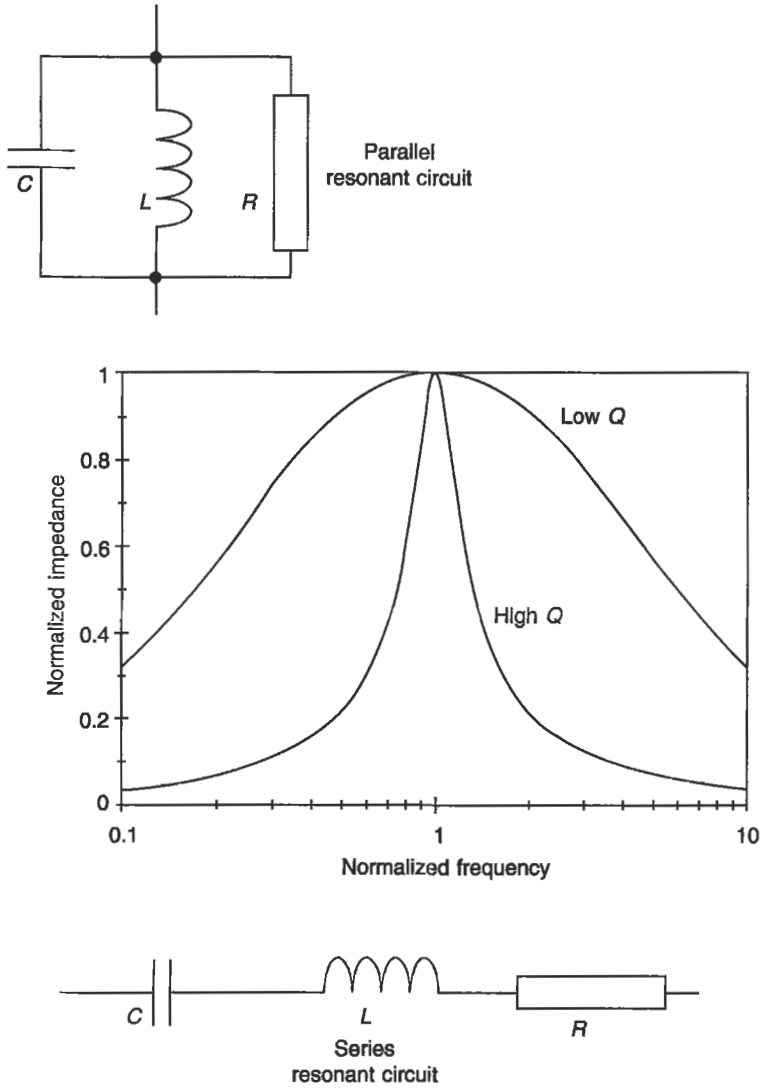 C
L
R
Parallel
resonant circuit
Normalized impedance
1
0.8
0.6
0.4
0.2
0
Low Q
High Q
0.1
1
10
Normalized frequency
C
L
R
Series
resonant circuit